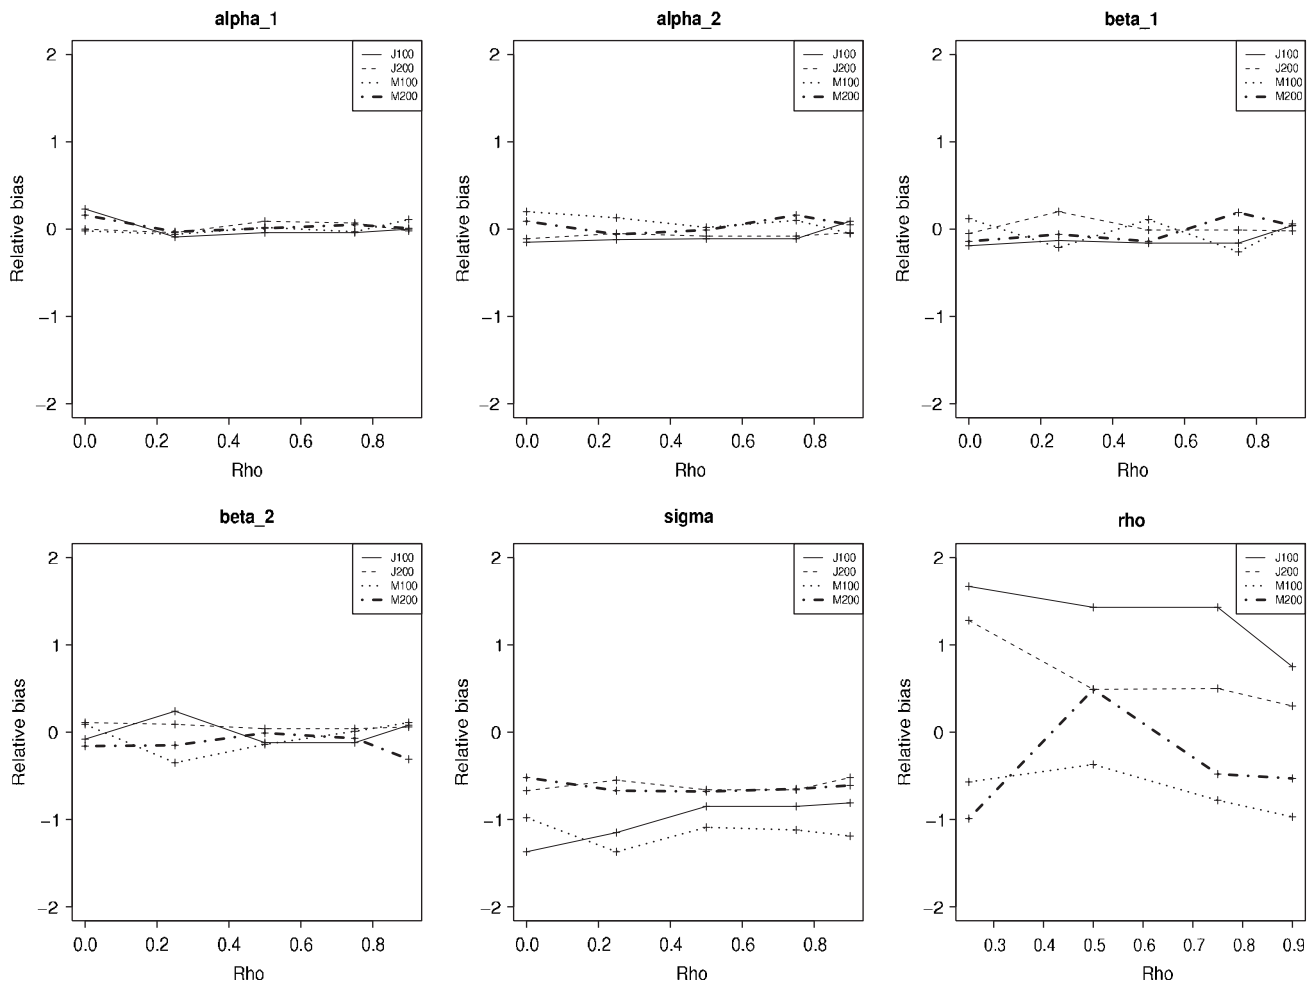 alpha_1
2
1
0
−1
−2
Relative bias
J100
J200
M100
M200
0.0 0.2 0.4 0.6 0.8
Rho
alpha_2
2
1
0
−1
−2
Relative bias
J100
J200
M100
M200
0.0 0.2 0.4 0.6 0.8
Rho
beta_1
2
1
0
−1
−2
Relative bias
J100
J200
M100
M200
0.0 0.2 0.4 0.6 0.8
Rho
beta_2
2
1
0
−1
−2
Relative bias
J100
J200
M100
M200
0.0 0.2 0.4 0.6 0.8
Rho
sigma
2
1
0
−1
−2
Relative bias
J100
J200
M100
M200
0.0 0.2 0.4 0.6 0.8
Rho
rho
2
1
0
−1
−2
Relative bias
J100
J200
M100
M200
0.3 0.4 0.5 0.6 0.7 0.8 0.9
Rho